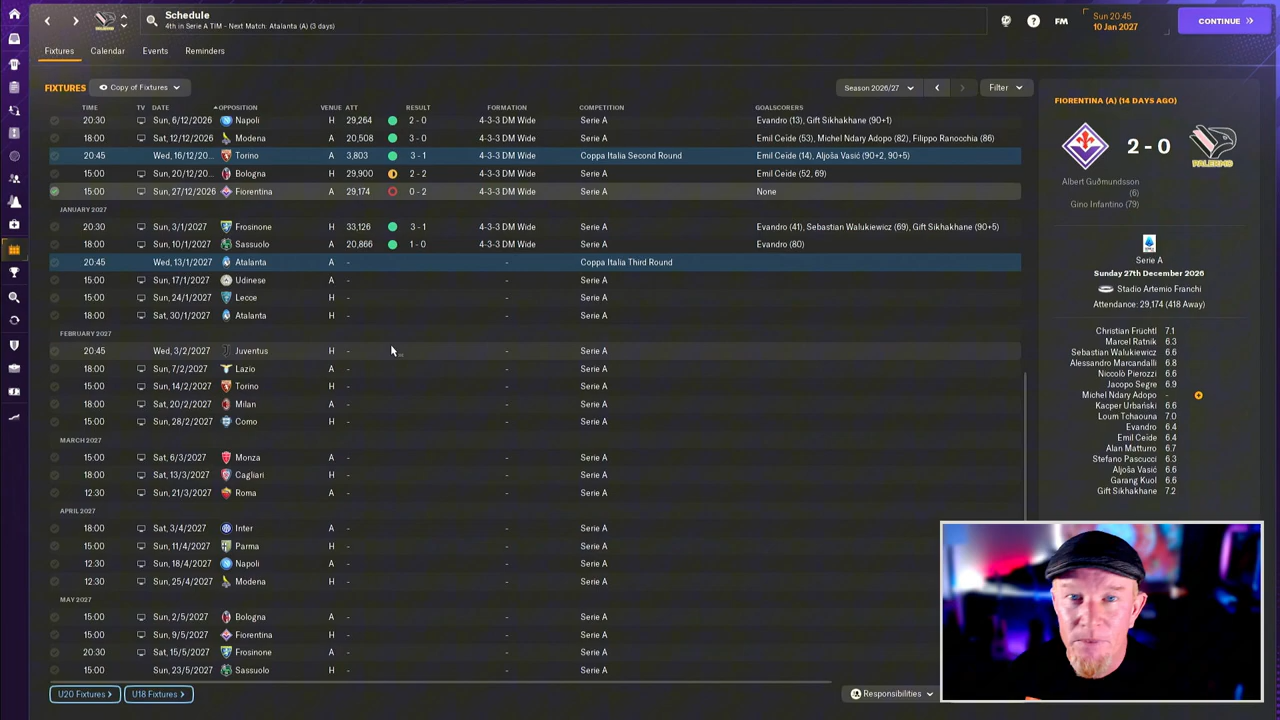 Schedule
4th in Serie A TIM - Next Match: Atalanta (A) (3 days)
FM
Sun 20:45
10 Jan 2027
CONTINUE
Fixtures Calendar Events Reminders
FIXTURES Copy of Fixtures Season 2026/27 Filter
TIME TV DATE OPPOSITION VENUE ATT RESULT FORMATION COMPETITION GOALSCORERS
20:30 Sun, 6/12/2026 Napoli H 29,264 2 - 0 4-3-3 DM Wide Serie A Evandro (13), Gift Sikhakhane (90+1)
18:00 Sat, 12/12/2026 Modena A 20,508 3 - 0 4-3-3 DM Wide Serie A Emil Ceide (53), Michel Ndary Adopo (82), Filippo Ranocchia (86)
20:45 Wed, 16/12/20... Torino A 3,803 3 - 1 4-3-3 DM Wide Coppa Italia Second Round Emil Ceide (14), Aljoša Vasić (90+2, 90+5)
15:00 Sun, 20/12/20... Bologna H 29,900 2 - 2 4-3-3 DM Wide Serie A Emil Ceide (52, 69)
15:00 Sun, 27/12/2026 Fiorentina A 29,174 0 - 2 4-3-3 DM Wide Serie A None
JANUARY 2027
20:30 Sun, 3/1/2027 Frosinone H 33,126 3 - 1 4-3-3 DM Wide Serie A Evandro (41), Sebastian Walukiewicz (69), Gift Sikhakhane (90+5)
18:00 Sun, 10/1/2027 Sassuolo A 20,866 1 - 0 4-3-3 DM Wide Serie A Evandro (80)
20:45 Wed, 13/1/2027 Atalanta A - - Coppa Italia Third Round
15:00 Sun, 17/1/2027 Udinese A - - Serie A
15:00 Sun, 24/1/2027 Lecce H - - Serie A
18:00 Sat, 30/1/2027 Atalanta H - - Serie A
FEBRUARY 2027
20:45 Wed, 3/2/2027 Juventus H - - Serie A
18:00 Sun, 7/2/2027 Lazio A - - Serie A
15:00 Sun, 14/2/2027 Torino H - - Serie A
18:00 Sat, 20/2/2027 Milan A - - Serie A
15:00 Sun, 28/2/2027 Como H - - Serie A
MARCH 2027
15:00 Sat, 6/3/2027 Monza A - - Serie A
18:00 Sat, 13/3/2027 Cagliari H - - Serie A
12:30 Sun, 21/3/2027 Roma A - - Serie A
APRIL 2027
18:00 Sat, 3/4/2027 Inter A - - Serie A
15:00 Sun, 11/4/2027 Parma H - - Serie A
12:30 Sun, 18/4/2027 Napoli A - - Serie A
12:30 Sun, 25/4/2027 Modena H - - Serie A
MAY 2027
15:00 Sun, 2/5/2027 Bologna A - Serie A
15:00 Sun, 9/5/2027 Fiorentina H - - Serie A
20:30 Sat, 15/5/2027 Frosinone A - - Serie A
15:00 Sun, 23/5/2027 Sassuolo H - - Serie A
U20 Fixtures U18 Fixtures Responsibilities
FIORENTINA (A) (14 DAYS AGO)
2 - 0
PALERMO
Albert Guðmundsson
(6)
Gino Infantino (79)
Serie A
Sunday 27th December 2026
Stadio Artemio Franchi
Attendance: 29,174 (418 Away)
Christian Früchtl 7.1
Marcel Ratnik 6.3
Sebastian Walukiewicz 6.6
Alessandro Marcandalli 6.8
Niccolò Pierozzi 6.6
Jacopo Segre 6.9
Michel Ndary Adopo -
Kacper Urbański 6.6
Loum Tchaouna 7.0
Evandro 6.4
Emil Ceide 6.4
Alan Matturro 6.7
Stefano Pascucci 6.3
Aljoša Vasić 6.6
Garang Kuol 6.6
Gift Sikhakhane 7.2